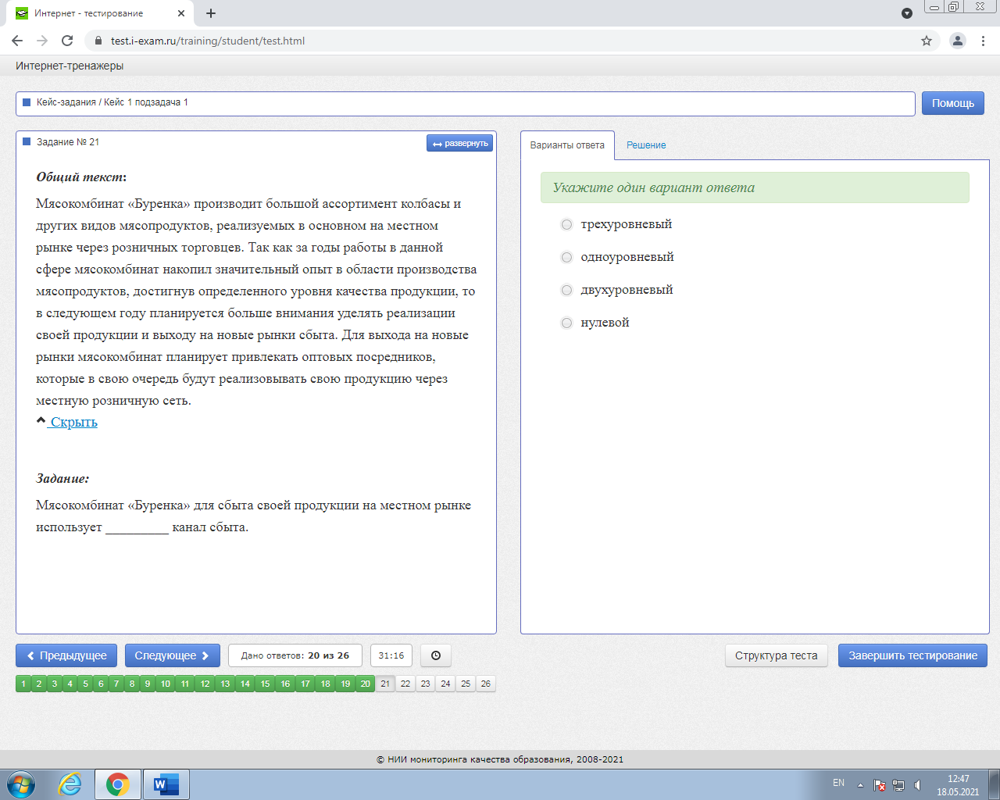 Интернет - тестирование
test.i-exam.ru/training/student/test.html
Интернет-тренажеры
Кейс-задания / Кейс 1 подзадача 1
Помощь
Задание № 21
развернуть
Общий текст:
Мясокомбинат «Буренка» производит большой ассортимент колбасы и
других видов мясопродуктов, реализуемых в основном на местном
рынке через розничных торговцев. Так как за годы работы в данной
сфере мясокомбинат накопил значительный опыт в области производства
мясопродуктов, достигнув определенного уровня качества продукции, то
в следующем году планируется больше внимания уделять реализации
своей продукции и выходу на новые рынки сбыта. Для выхода на новые
рынки мясокомбинат планирует привлекать оптовых посредников,
которые в свою очередь будут реализовывать свою продукцию через
местную розничную сеть.
Скрыть
Задание:
Мясокомбинат «Буренка» для сбыта своей продукции на местном рынке
использует _________ канал сбыта.
Варианты ответа
Решение
Укажите один вариант ответа
трехуровневый
одноуровневый
двухуровневый
нулевой
Предыдущее
Следующее
Дано ответов: 20 из 26
31:16
Структура теста
Завершить тестирование
1 2 3 4 5 6 7 8 9 10 11 12 13 14 15 16 17 18 19 20 21 22 23 24 25 26
© НИИ мониторинга качества образования, 2008-2021
EN
12:47
18.05.2021